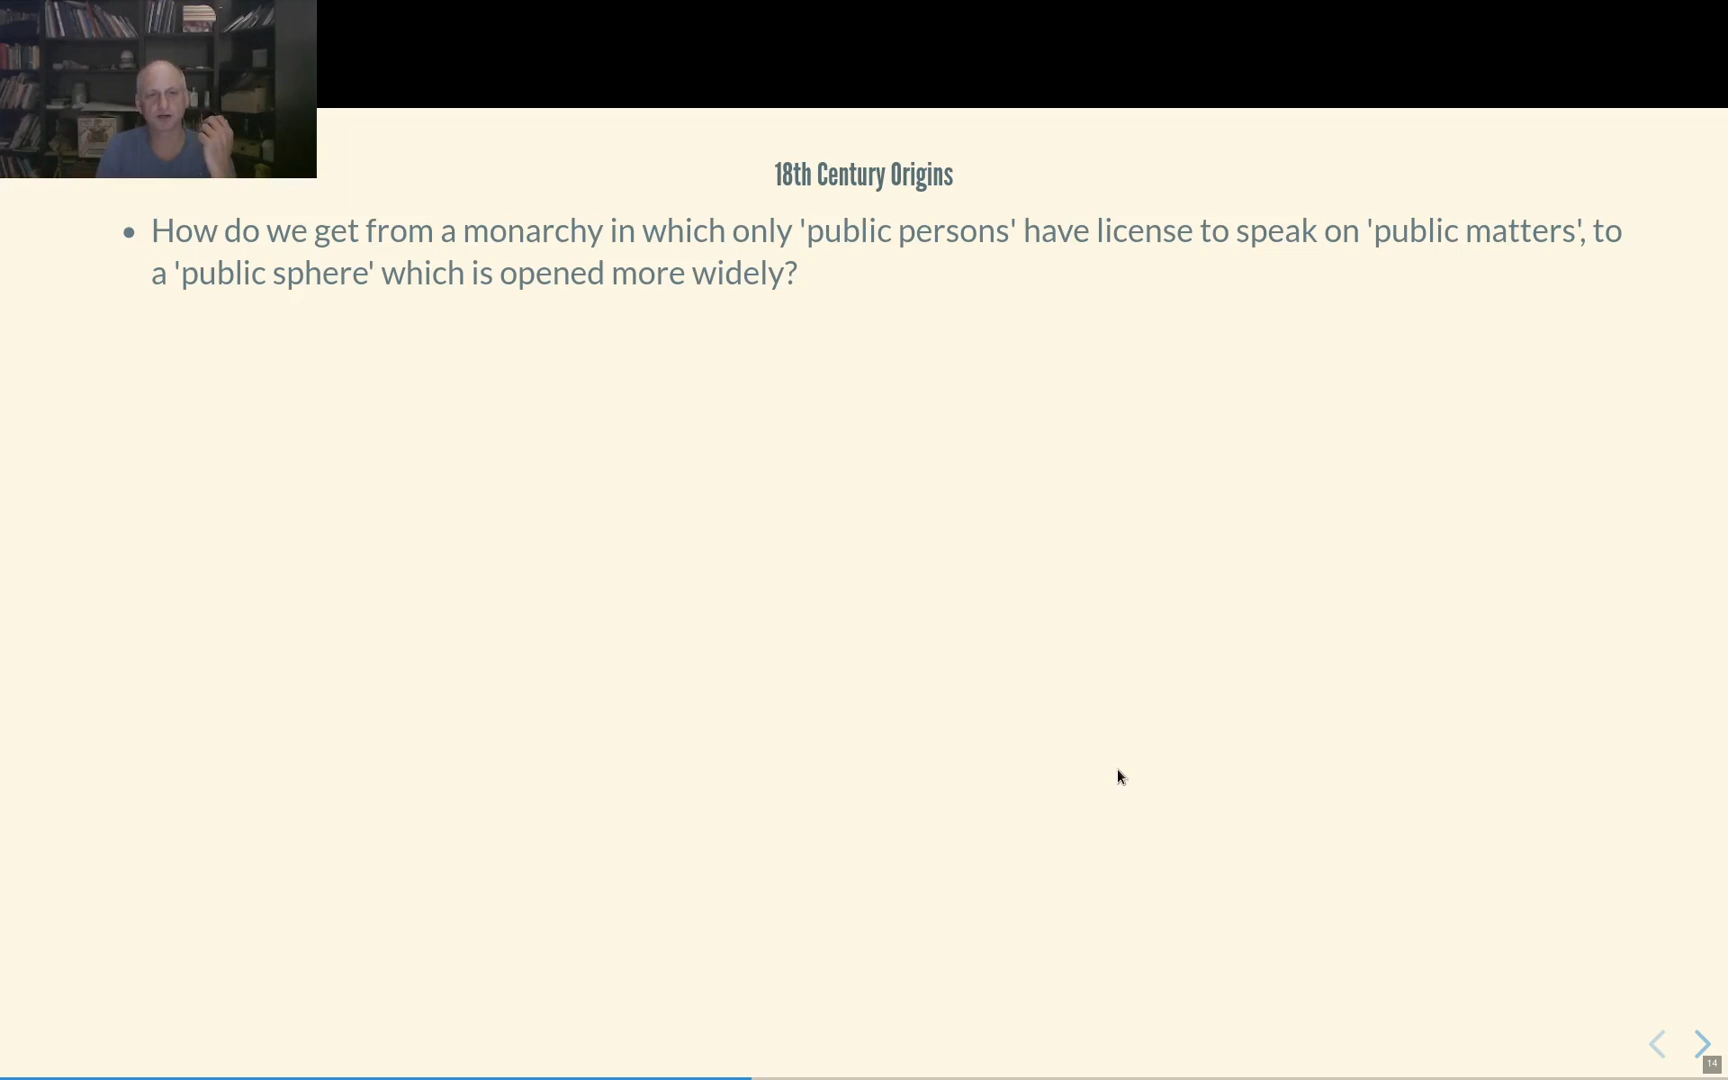 18th Century Origins
• How do we get from a monarchy in which only 'public persons' have license to speak on 'public matters', to
a 'public sphere' which is opened more widely?
14